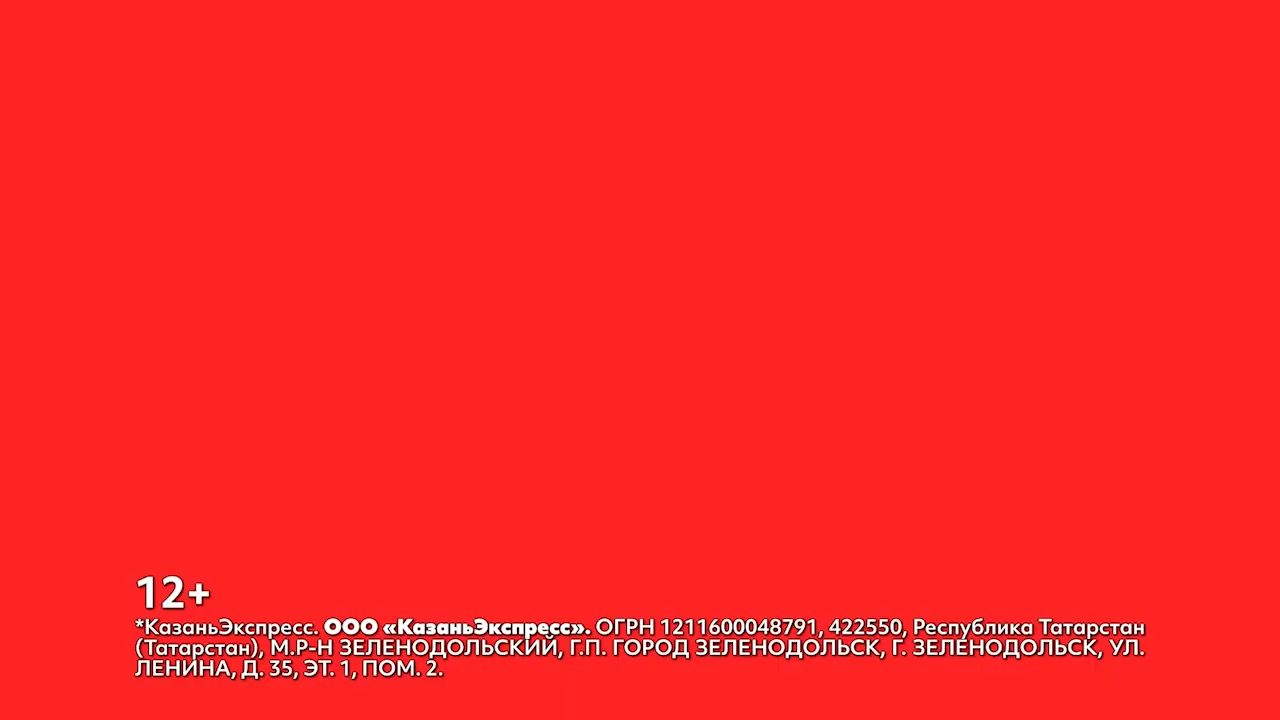 12+
*КазаньЭкспресс. ООО «КазаньЭкспресс». ОГРН 1211600048791, 422550, Республика Татарстан
(Татарстан), М.Р-Н ЗЕЛЕНОДОЛЬСКИЙ, Г.П. ГОРОД ЗЕЛЕНОДОЛЬСК, Г. ЗЕЛЕНОДОЛЬСК, УЛ.
ЛЕНИНА, Д. 35, ЭТ. 1, ПОМ. 2.